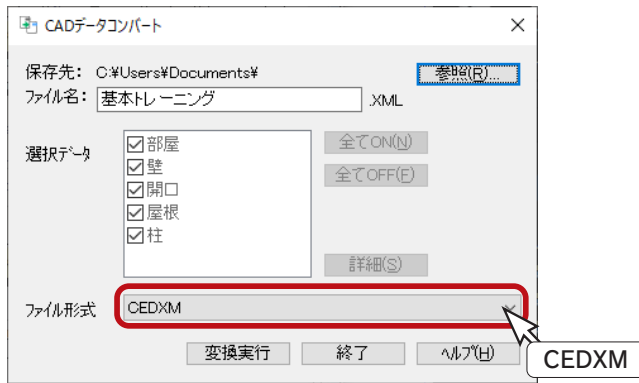 CADデータコンバート
保存先： C:¥Users¥Documents¥ 参照(R)...
ファイル名： 基本トレーニング .XML
選択データ
部屋
壁
開口
屋根
柱
全てON(N)
全てOFF(F)
詳細(S)
ファイル形式 CEDXM
変換実行 終了 ヘルプ(H)
CEDXM